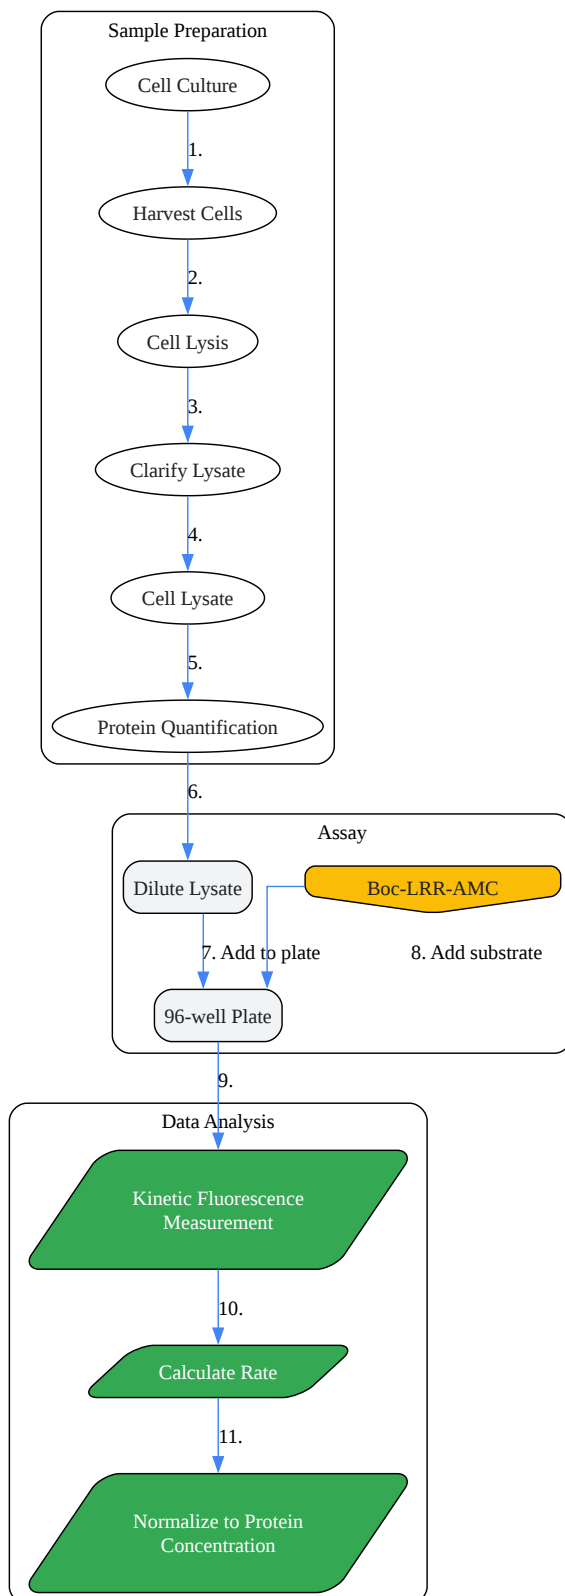 Sample Preparation
Cell Culture
1.
Harvest Cells
2.
Cell Lysis
3.
Clarify Lysate
4.
Cell Lysate
5.
Protein Quantification
6.
Assay
Dilute Lysate
Boc-LRR-AMC
7. Add to plate
8. Add substrate
96-well Plate
9.
Data Analysis
Kinetic Fluorescence
Measurement
10.
Calculate Rate
11.
Normalize to Protein
Concentration